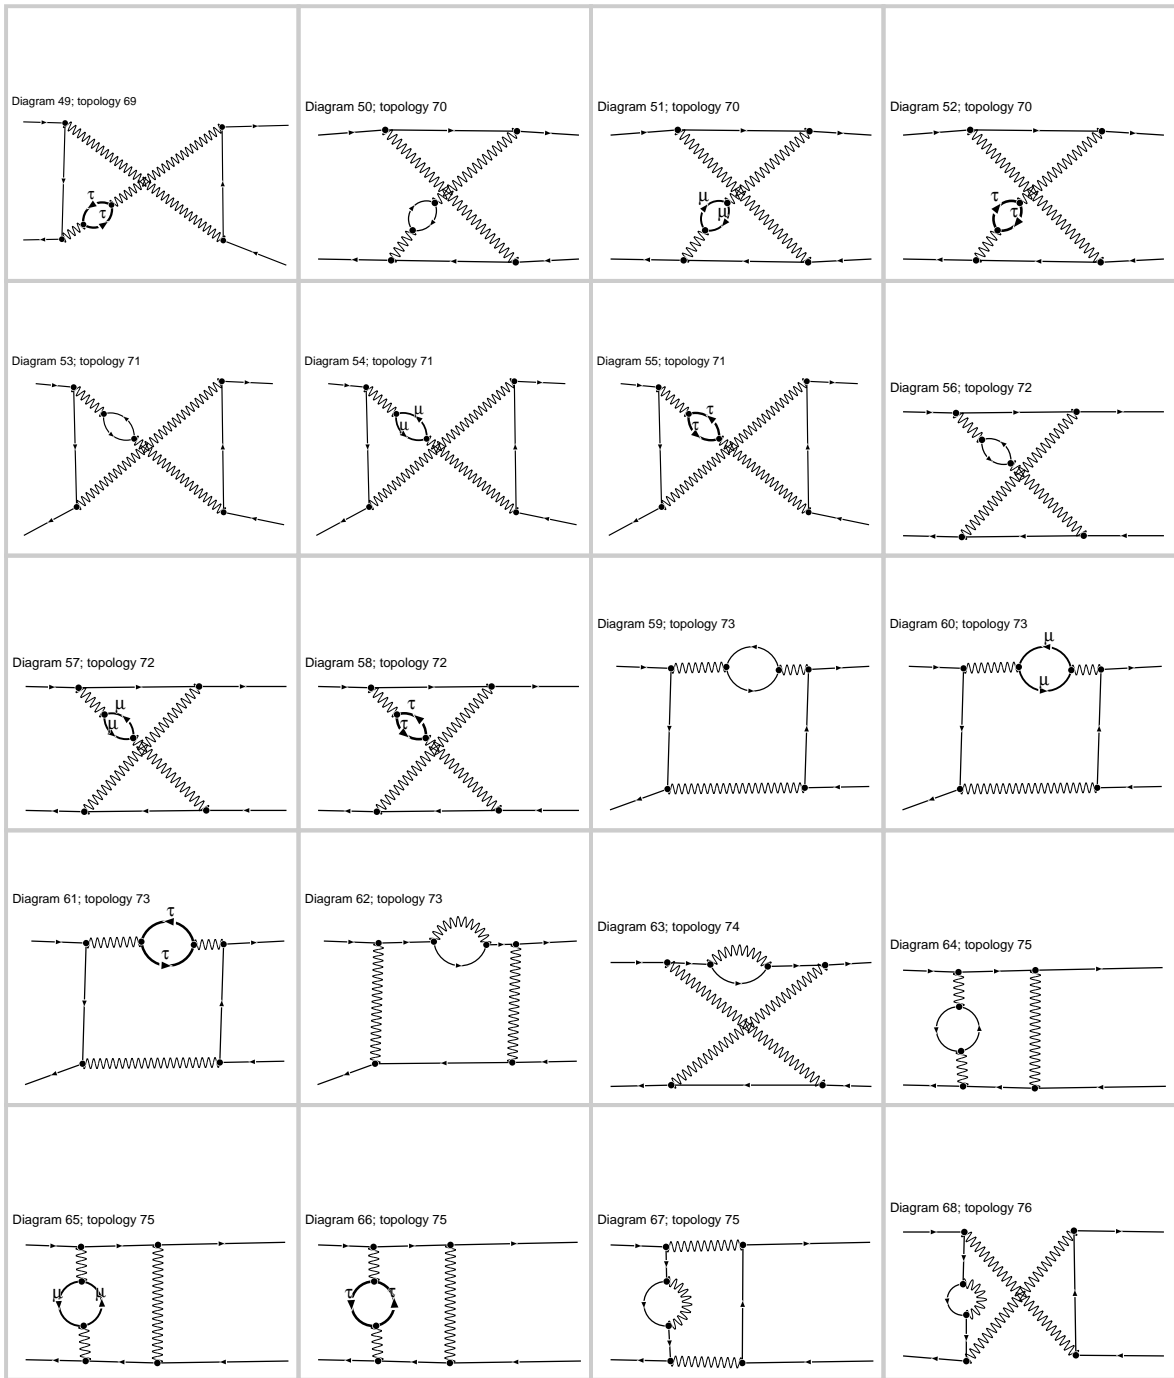 Diagram 49; topology 69
τ
τ
Diagram 50; topology 70
Diagram 51; topology 70
μ
μ
Diagram 52; topology 70
τ
τ
Diagram 53; topology 71
Diagram 54; topology 71
μ
μ
Diagram 55; topology 71
τ
τ
Diagram 56; topology 72
Diagram 57; topology 72
μ
μ
Diagram 58; topology 72
τ
τ
Diagram 59; topology 73
Diagram 60; topology 73
μ
μ
Diagram 61; topology 73
τ
τ
Diagram 62; topology 73
Diagram 63; topology 74
Diagram 64; topology 75
Diagram 65; topology 75
μ μ
Diagram 66; topology 75
τ τ
Diagram 67; topology 75
Diagram 68; topology 76